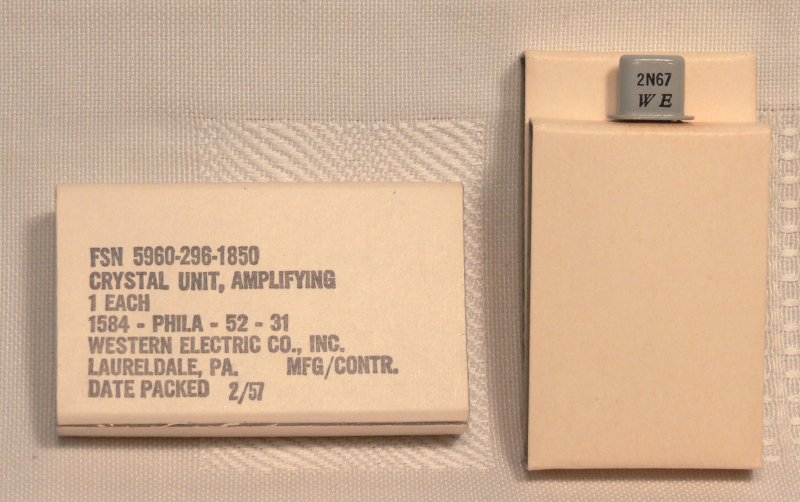 FSN 5960-296-1850
CRYSTAL UNIT, AMPLIFYING
1 EACH
1584 - PHILA - 52 - 31
WESTERN ELECTRIC CO., INC.
LAURELDALE, PA. MFG/CONTR.
DATE PACKED 2/57
2N67
W E